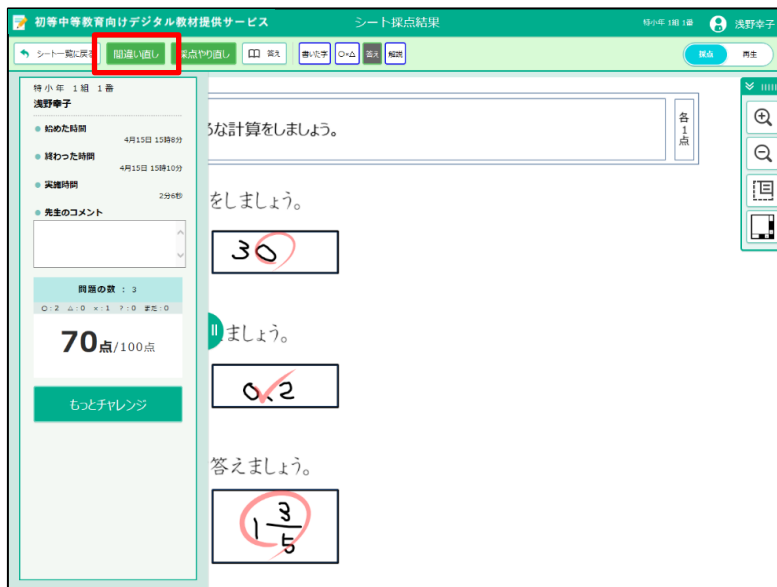 初等中等教育向けデジタル教材提供サービス シート採点結果 特小年 1組 1番 浅野幸子
シート一覧に戻る 間違い直し 採点やり直し 答え 書いた字 ○×△ 答え 解説 採点 再生
特小年 1組 1番
浅野幸子
始めた時間
4月15日 15時8分
終わった時間
4月15日 15時10分
実施時間
2分6秒
先生のコメント
問題の数 : 3
○:2 △:0 ×:1 ?:0 まだ:0
70点/100点
もっとチャレンジ
な計算をしましょう。
各1点
をしましょう。
30
ましょう。
0.2
答えましょう。
1 3/5